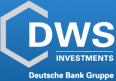 DWS
INVESTMENTS
Deutsche Bank Gruppe